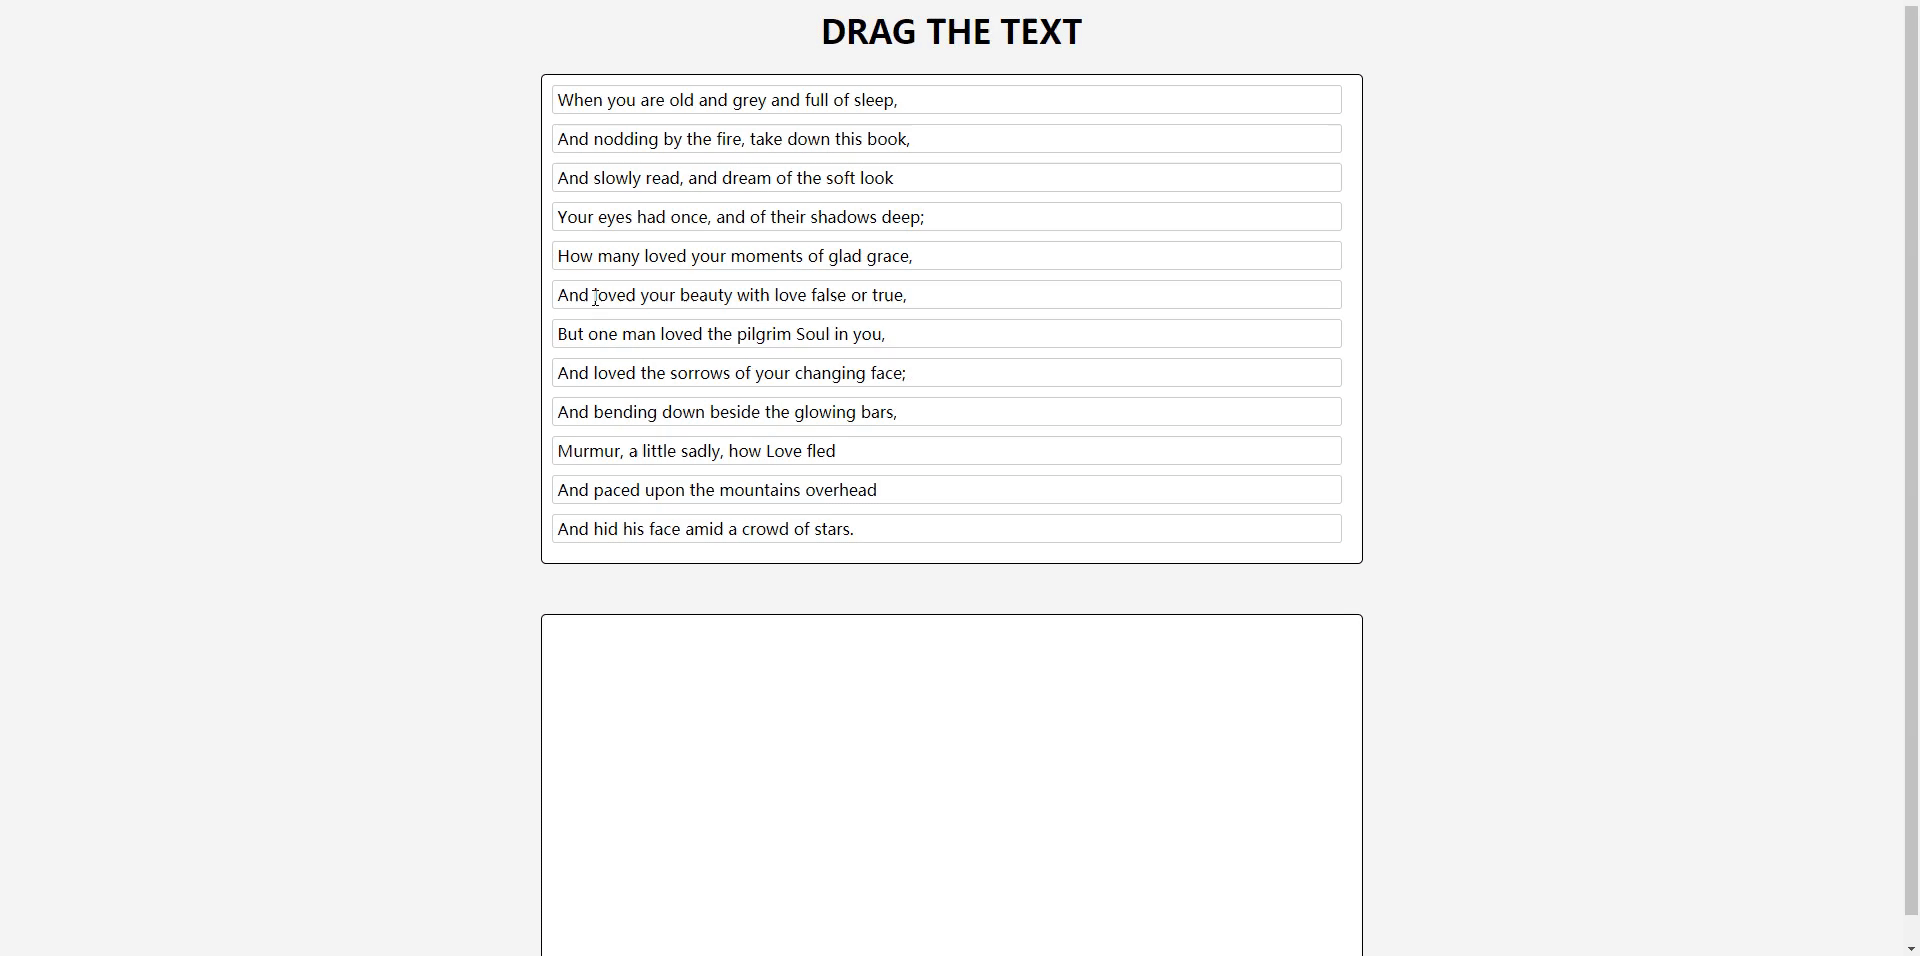 DRAG THE TEXT
When you are old and grey and full of sleep,
And nodding by the fire, take down this book,
And slowly read, and dream of the soft look
Your eyes had once, and of their shadows deep;
How many loved your moments of glad grace,
And loved your beauty with love false or true,
But one man loved the pilgrim Soul in you,
And loved the sorrows of your changing face;
And bending down beside the glowing bars,
Murmur, a little sadly, how Love fled
And paced upon the mountains overhead
And hid his face amid a crowd of stars.